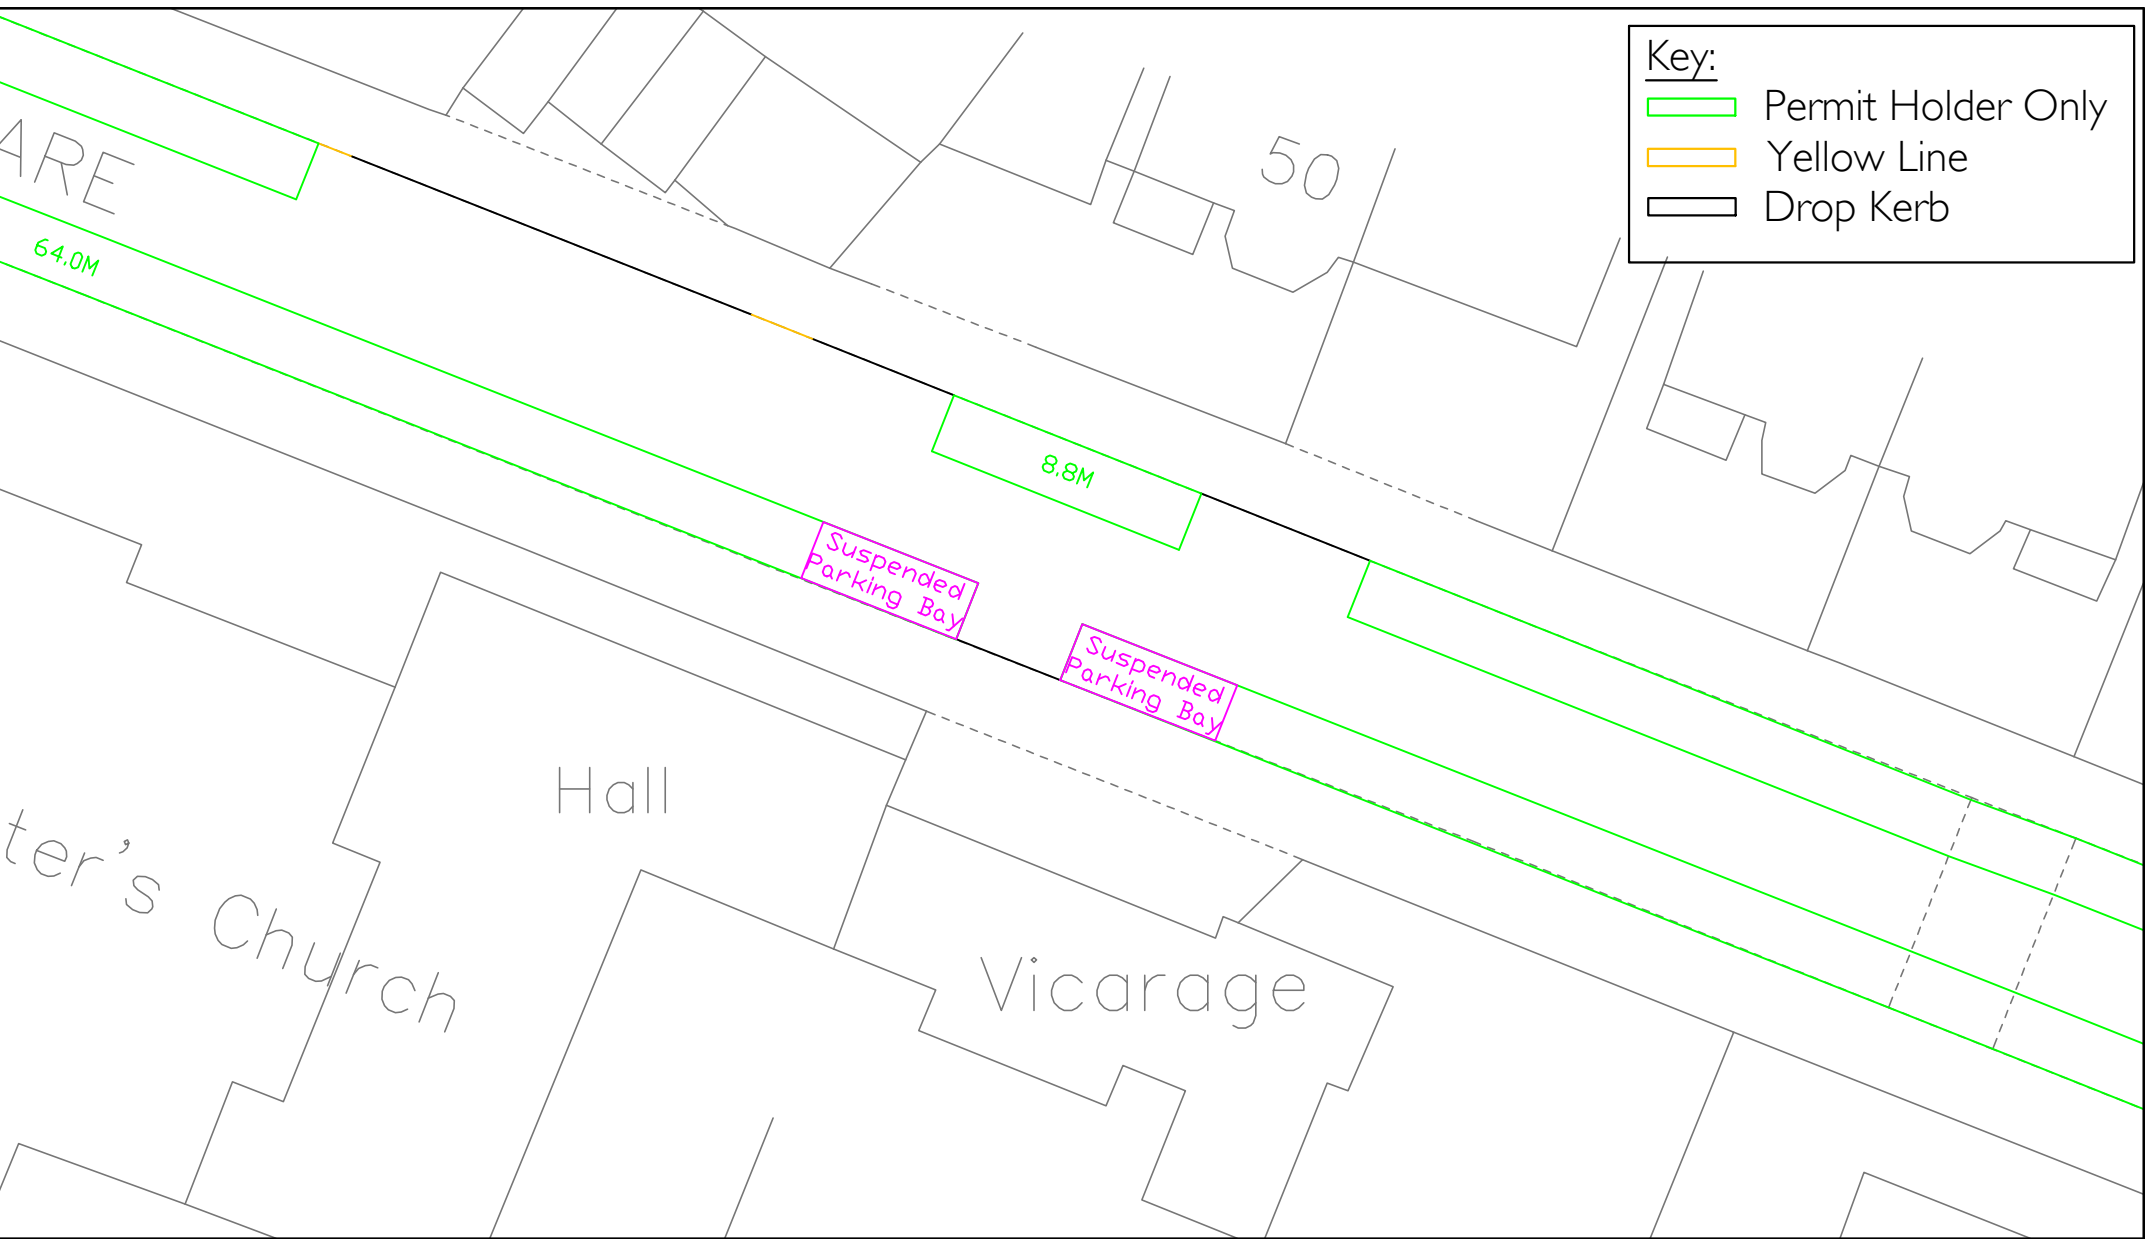 Key:
Permit Holder Only
Yellow Line
Drop Kerb
ARE
50
64.0M
8.8M
Suspended
Parking Bay
Suspended
Parking Bay
Hall
ter's Church
Vicarage